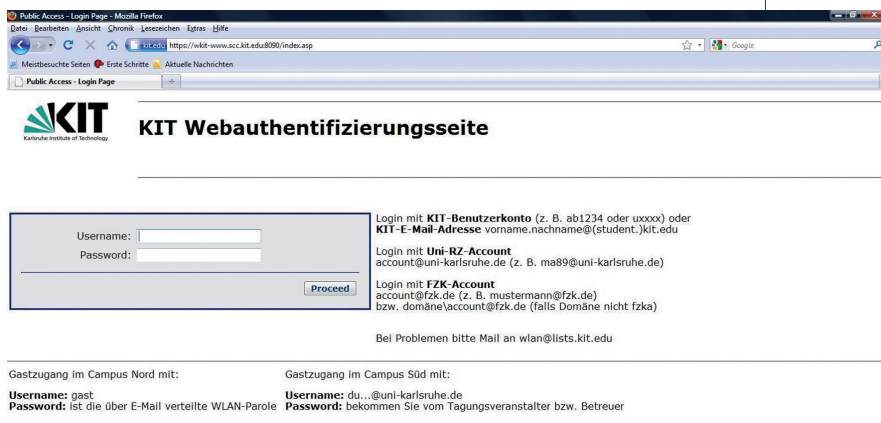 Public Access - Login Page - Mozilla Firefox
Datei Bearbeiten Ansicht Chronik Lesezeichen Extras Hilfe
kit.edu https://wkit-www.scc.kit.edu:8090/index.asp
Google
Meistbesuchte Seiten Erste Schritte Aktuelle Nachrichten
Public Access - Login Page
KIT
Karlsruhe Institute of Technology
KIT Webauthentifizierungsseite
Username:
Password:
Proceed
Login mit KIT-Benutzerkonto (z. B. ab1234 oder uxxxx) oder
KIT-E-Mail-Adresse vorname.nachname@(student.)kit.edu
Login mit Uni-RZ-Account
account@uni-karlsruhe.de (z. B. ma89@uni-karlsruhe.de)
Login mit FZK-Account
account@fzk.de (z. B. mustermann@fzk.de)
bzw. domäne\account@fzk.de (falls Domäne nicht fzka)
Bei Problemen bitte Mail an wlan@lists.kit.edu
Gastzugang im Campus Nord mit:
Username: gast
Password: ist die über E-Mail verteilte WLAN-Parole
Gastzugang im Campus Süd mit:
Username: du...@uni-karlsruhe.de
Password: bekommen Sie vom Tagungsveranstalter bzw. Betreuer